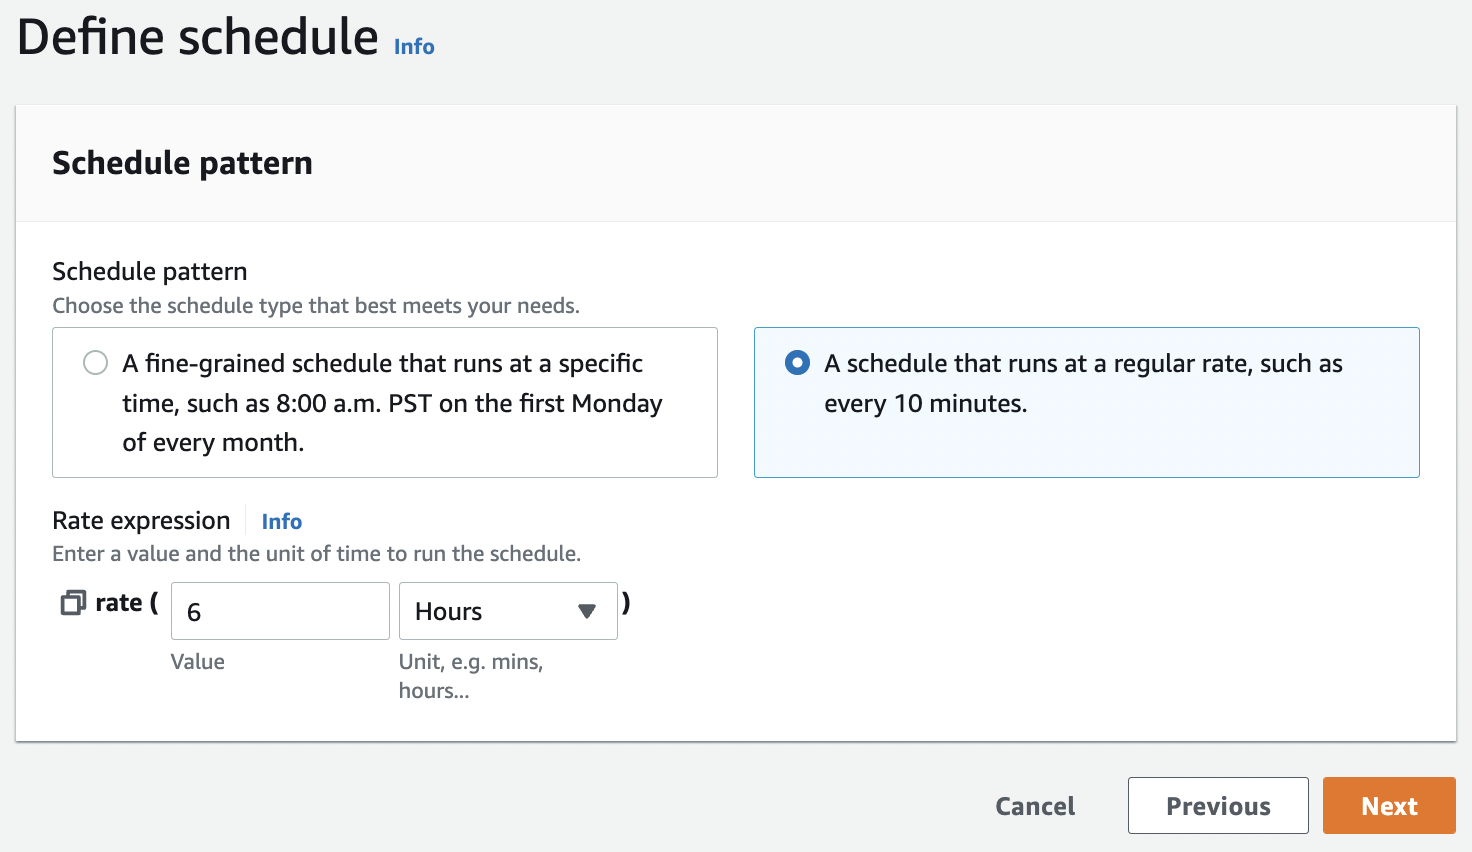 Define schedule Info
Schedule pattern
Schedule pattern
Choose the schedule type that best meets your needs.
A fine-grained schedule that runs at a specific
time, such as 8:00 a.m. PST on the first Monday
of every month.
A schedule that runs at a regular rate, such as
every 10 minutes.
Rate expression Info
Enter a value and the unit of time to run the schedule.
rate ( 6 Hours )
Value
Unit, e.g. mins,
hours...
Cancel Previous Next